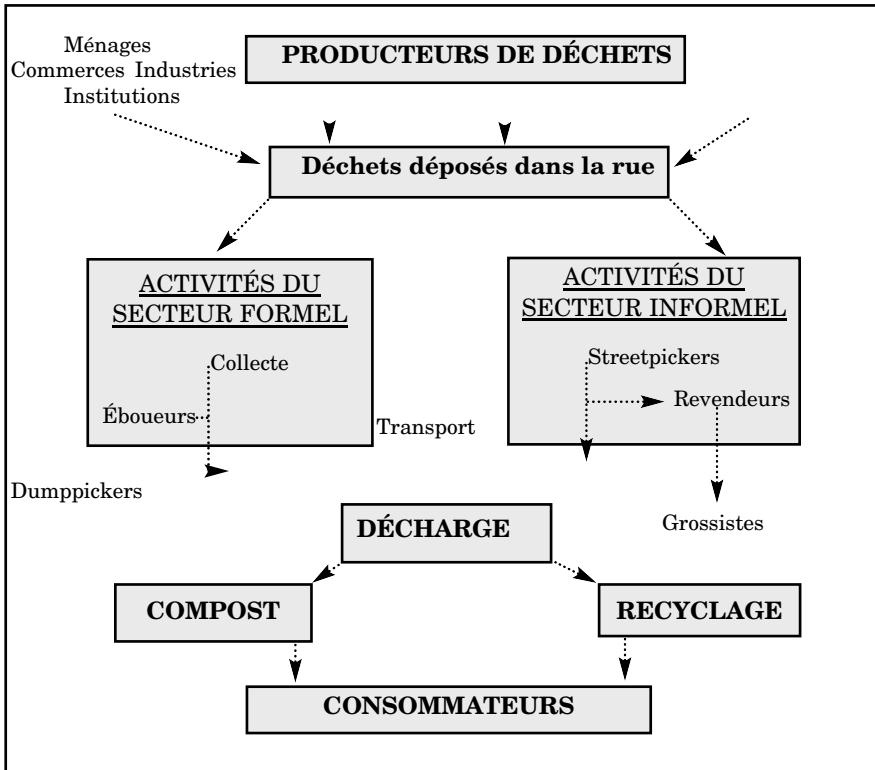 Ménages
Commerces Industries
Institutions
PRODUCTEURS DE DÉCHETS
Déchets déposés dans la rue
ACTIVITÉS DU
SECTEUR FORMEL
Collecte
Éboueurs
Transport
Dumppickers
ACTIVITÉS DU
SECTEUR INFORMEL
Streetpickers
Revendeurs
Grossistes
DÉCHARGE
COMPOST
RECYCLAGE
CONSOMMATEURS